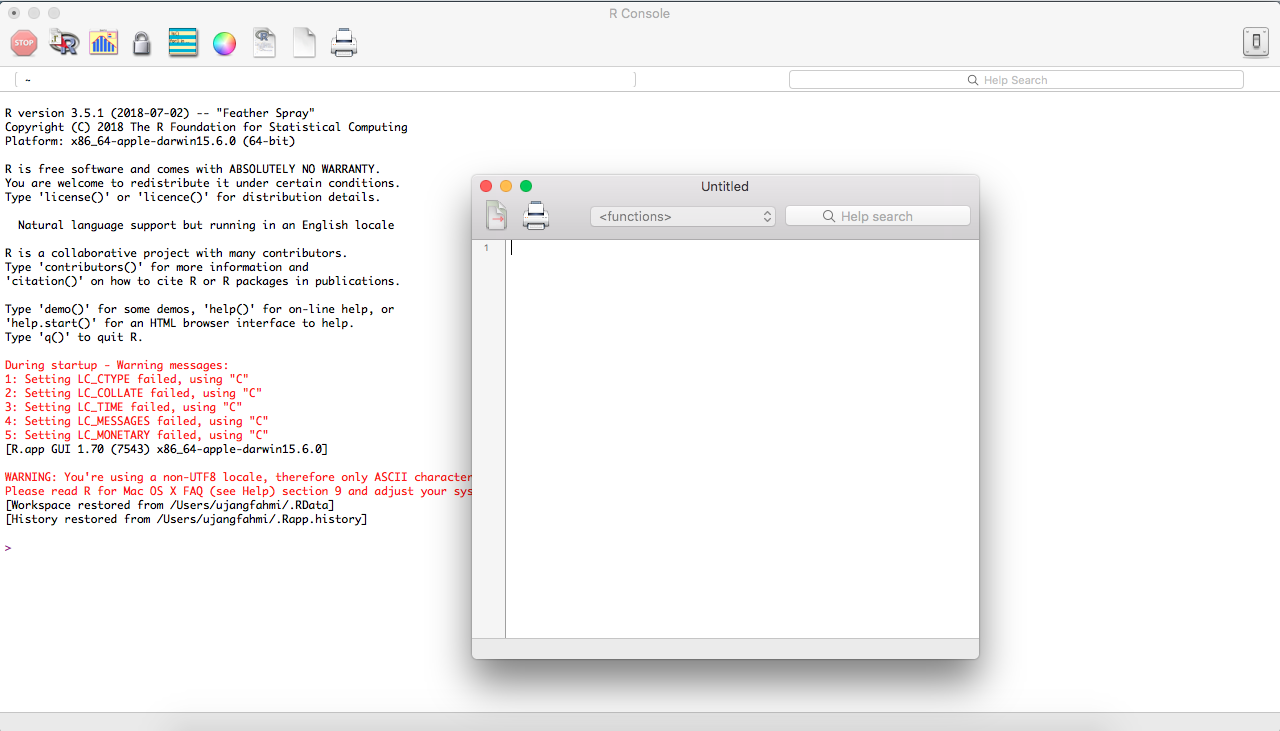 R Console
STOP
~
Help Search
R version 3.5.1 (2018-07-02) -- "Feather Spray"
Copyright (C) 2018 The R Foundation for Statistical Computing
Platform: x86_64-apple-darwin15.6.0 (64-bit)
R is free software and comes with ABSOLUTELY NO WARRANTY.
You are welcome to redistribute it under certain conditions.
Type 'license()' or 'licence()' for distribution details.
Natural language support but running in an English locale
R is a collaborative project with many contributors.
Type 'contributors()' for more information and
'citation()' on how to cite R or R packages in publications.
Type 'demo()' for some demos, 'help()' for on-line help, or
'help.start()' for an HTML browser interface to help.
Type 'q()' to quit R.
During startup - Warning messages:
1: Setting LC_CTYPE failed, using "C"
2: Setting LC_COLLATE failed, using "C"
3: Setting LC_TIME failed, using "C"
4: Setting LC_MESSAGES failed, using "C"
5: Setting LC_MONETARY failed, using "C"
[R.app GUI 1.70 (7543) x86_64-apple-darwin15.6.0]
WARNING: You're using a non-UTF8 locale, therefore only ASCII character
Please read R for Mac OS X FAQ (see Help) section 9 and adjust your sys
[Workspace restored from /Users/ujangfahmi/.RData]
[History restored from /Users/ujangfahmi/.Rapp.history]
>
Untitled
<functions>
Help search
1